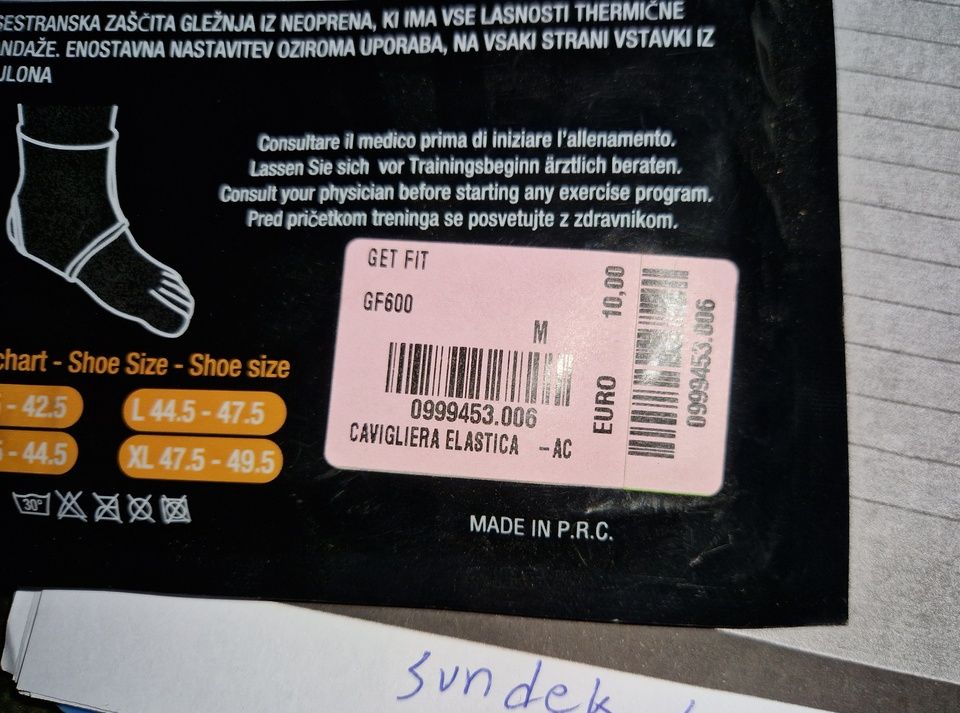 SESTRANSKA ZAŠČITA GLEŽNJA IZ NEOPRENA, KI IMA VSE LASNOSTI THERMIČNE
NDAŽE. ENOSTAVNA NASTAVITEV OZIROMA UPORABA, NA VSAKI STRANI VSTAVKI IZ
JLONA
Consultare il medico prima di iniziare l'allenamento.
Lassen Sie sich vor Trainingsbeginn ärztlich beraten.
Consult your physician before starting any exercise program.
Pred pričetkom treninga se posvetujte z zdravnikom.
GET FIT
GF600
M
0999453.006
CAVIGLIERA ELASTICA -AC
EURO 10,00
0999453.006
chart - Shoe Size - Shoe size
- 42.5
L 44.5 - 47.5
5 - 44.5
XL 47.5 - 49.5
30°
MADE IN P.R.C.
sundek